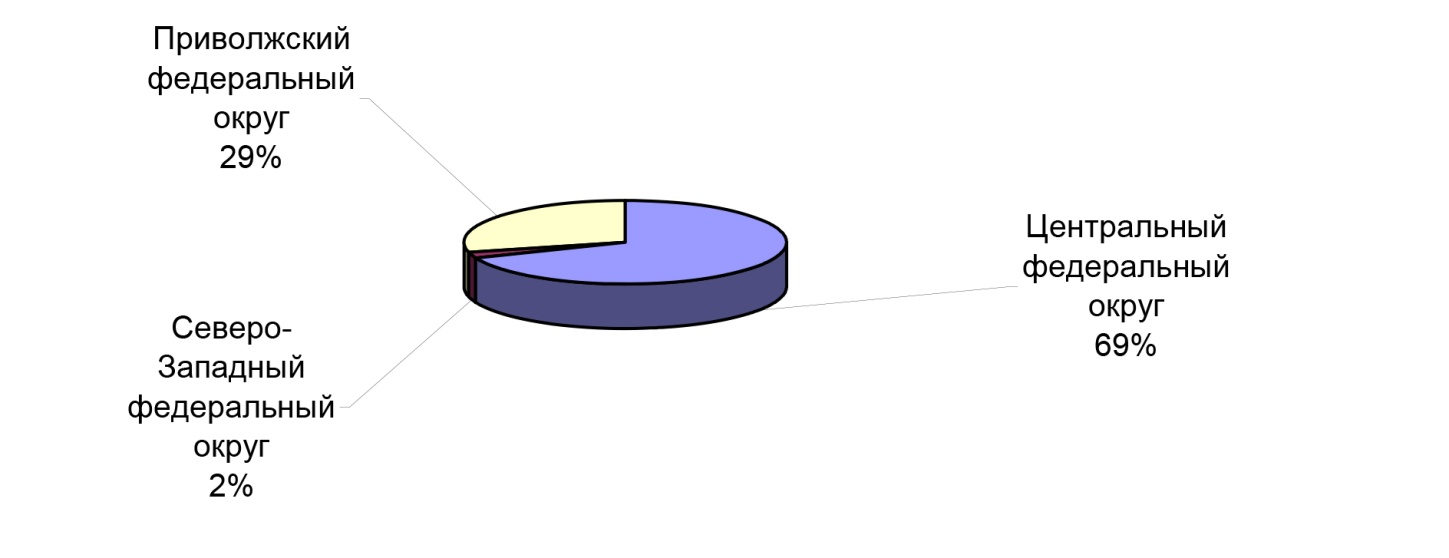 Приволжский
федеральный
округ
29%
Центральный
федеральный
округ
69%
Северо-
Западный
федеральный
округ
2%